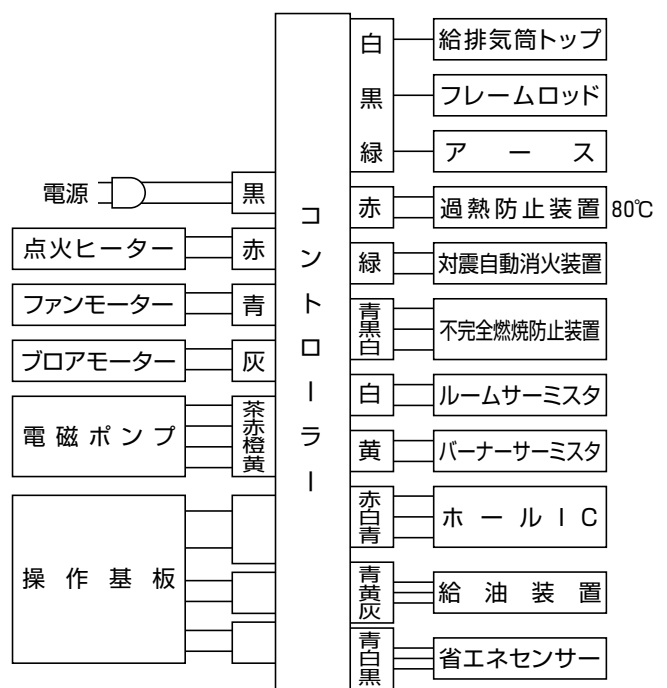 電源
黒
点火ヒーター
赤
ファンモーター
青
ブロアモーター
灰
電磁ポンプ
茶
赤
橙
黄
操作基板
コントローラー
白
給排気筒トップ
黒
フレームロッド
緑
アース
赤
過熱防止装置 80℃
緑
対震自動消火装置
青
黒
白
不完全燃焼防止装置
白
ルームサーミスタ
黄
バーナーサーミスタ
赤
白
青
ホールIC
青
黄
灰
給油装置
青
白
黒
省エネセンサー